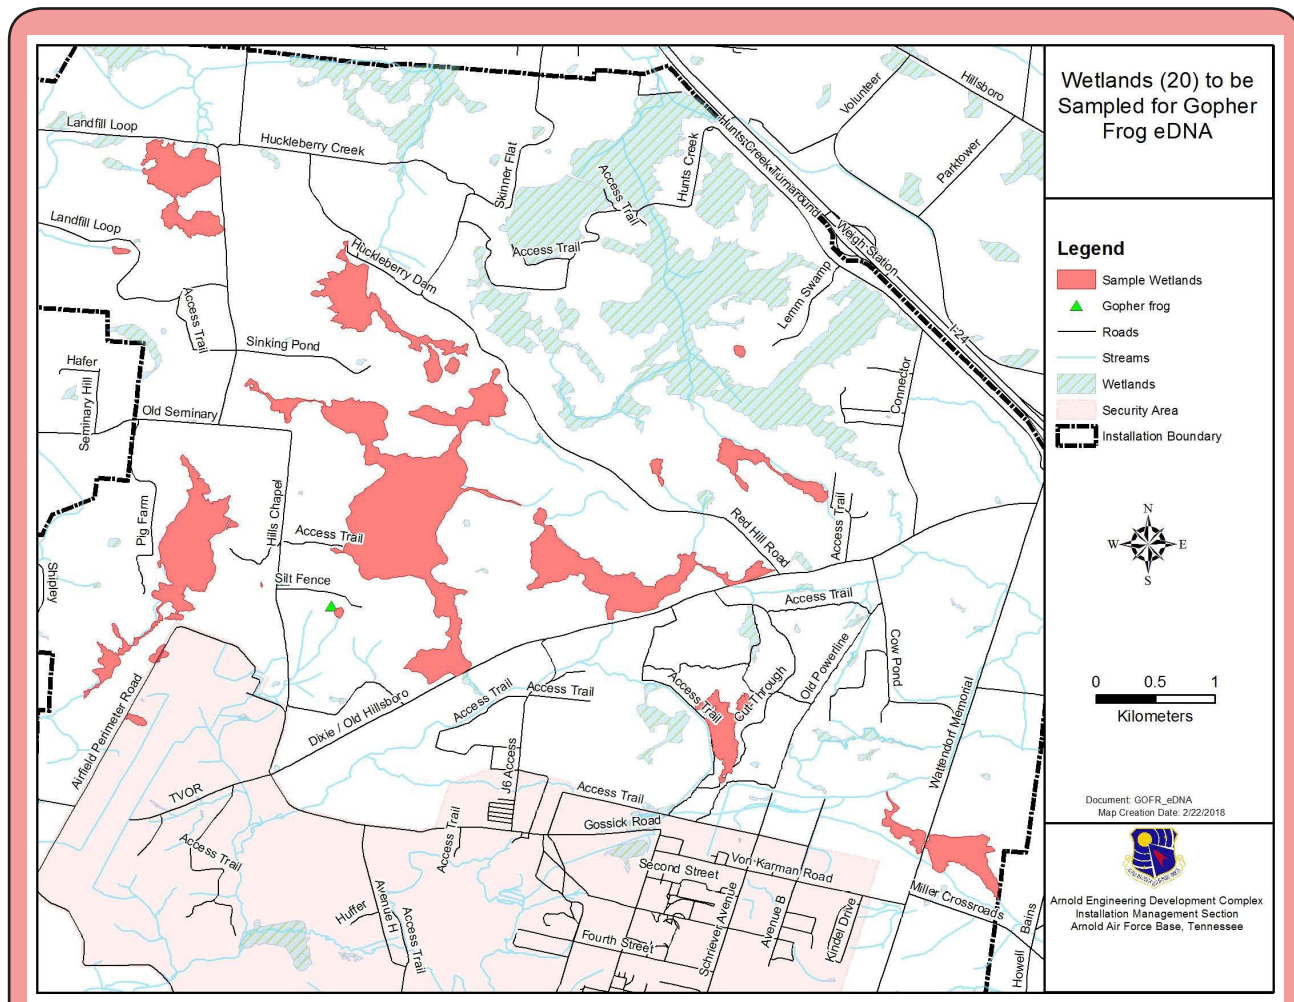 Wetlands (20) to be
Sampled for Gopher
Frog eDNA
Legend
Sample Wetlands
Gopher frog
Roads
Streams
Wetlands
Security Area
Installation Boundary
N
W
E
S
0 0.5 1
Kilometers
Document: GOFR_eDNA
Map Creation Date: 2/22/2018
Arnold Engineering Development Complex
Installation Management Section
Arnold Air Force Base, Tennessee
Landfill Loop
Huckleberry Creek
Skinner Flat
Access Trail
Hunts Creek
Hunts Creek Turnaround
Volunteer
Hillsboro
Parktower
Weigh Station
I-24
Landfill Loop
Huckleberry Dam
Access Trail
Lemm Swamp
Access Trail
Sinking Pond
Hafer
Seminary Hill
Old Seminary
Connector
Pig Farm
Hills Chapel
Access Trail
Red Hill Road
Access Trail
Shipley
Silt Fence
Access Trail
Cow Pond
Old Powerline
Cut-Through
Access Trail
Access Trail
Access Trail
Dixie / Old Hillsboro
Airfield Perimeter Road
Wattendorf Memorial
TVOR
J6 Access
Access Trail
Gossick Road
Access Trail
Access Trail
Second Street
Von Karman Road
Miller Crossroads
Huffer
Avenue H
Access Trail
Fourth Street
Schriever Avenue
Avenue B
Kindel Drive
Bains
Howell